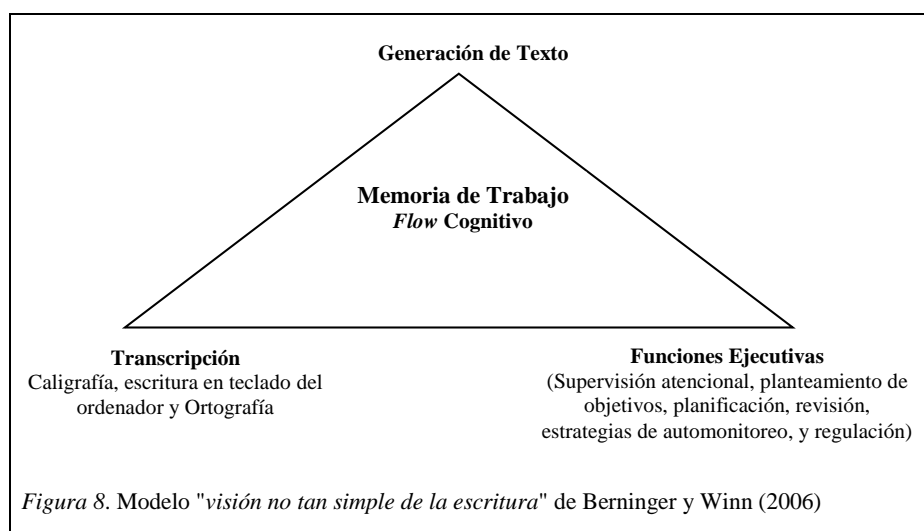 Generación de Texto
Memoria de Trabajo
Flow Cognitivo
Transcripción
Caligrafía, escritura en teclado del
ordenador y Ortografía
Funciones Ejecutivas
(Supervisión atencional, planteamiento de
objetivos, planificación, revisión,
estrategias de automonitoreo, y regulación)
Figura 8. Modelo "visión no tan simple de la escritura" de Berninger y Winn (2006)